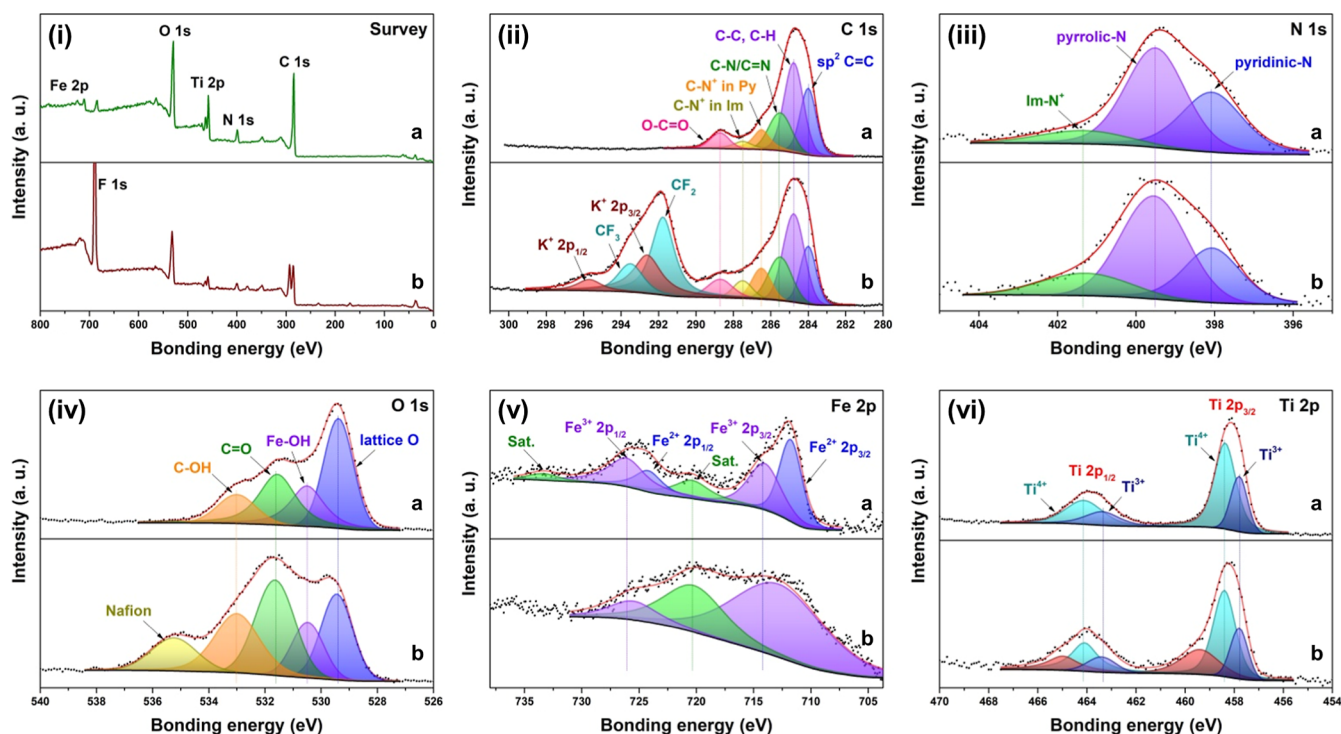 (i)
Survey
O 1s
C 1s
Fe 2p
Ti 2p
N 1s
a
F 1s
b
Intensity (a. u.)
800 700 600 500 400 300 200 100 0
Bonding energy (eV)
(ii)
C 1s
C-C, C-H
sp² C=C
C-N/C=N
C-N⁺ in Py
C-N⁺ in Im
O-C=O
a
CF₂
K⁺ 2p₃/₂
CF₃
K⁺ 2p₁/₂
b
Intensity (a. u.)
300 298 296 294 292 290 288 286 284 282 280
Bonding energy (eV)
(iii)
N 1s
pyrrolic-N
pyridinic-N
Im-N⁺
a
b
Intensity (a. u.)
404 402 400 398 396
Bonding energy (eV)
(iv)
O 1s
lattice O
Fe-OH
C=O
C-OH
a
Nafion
b
Intensity (a. u.)
540 538 536 534 532 530 528 526
Bonding energy (eV)
(v)
Fe 2p
Fe³⁺ 2p₁/₂
Fe³⁺ 2p₃/₂
Sat.
Fe²⁺ 2p₁/₂
Sat.
Fe²⁺ 2p₃/₂
a
b
Intensity (a. u.)
735 730 725 720 715 710 705
Bonding energy (eV)
(vi)
Ti 2p₃/₂
Ti 2p
Ti⁴⁺
Ti³⁺
Ti 2p₁/₂
Ti⁴⁺
Ti³⁺
a
b
Intensity (a. u.)
470 468 466 464 462 460 458 456 454
Bonding energy (eV)